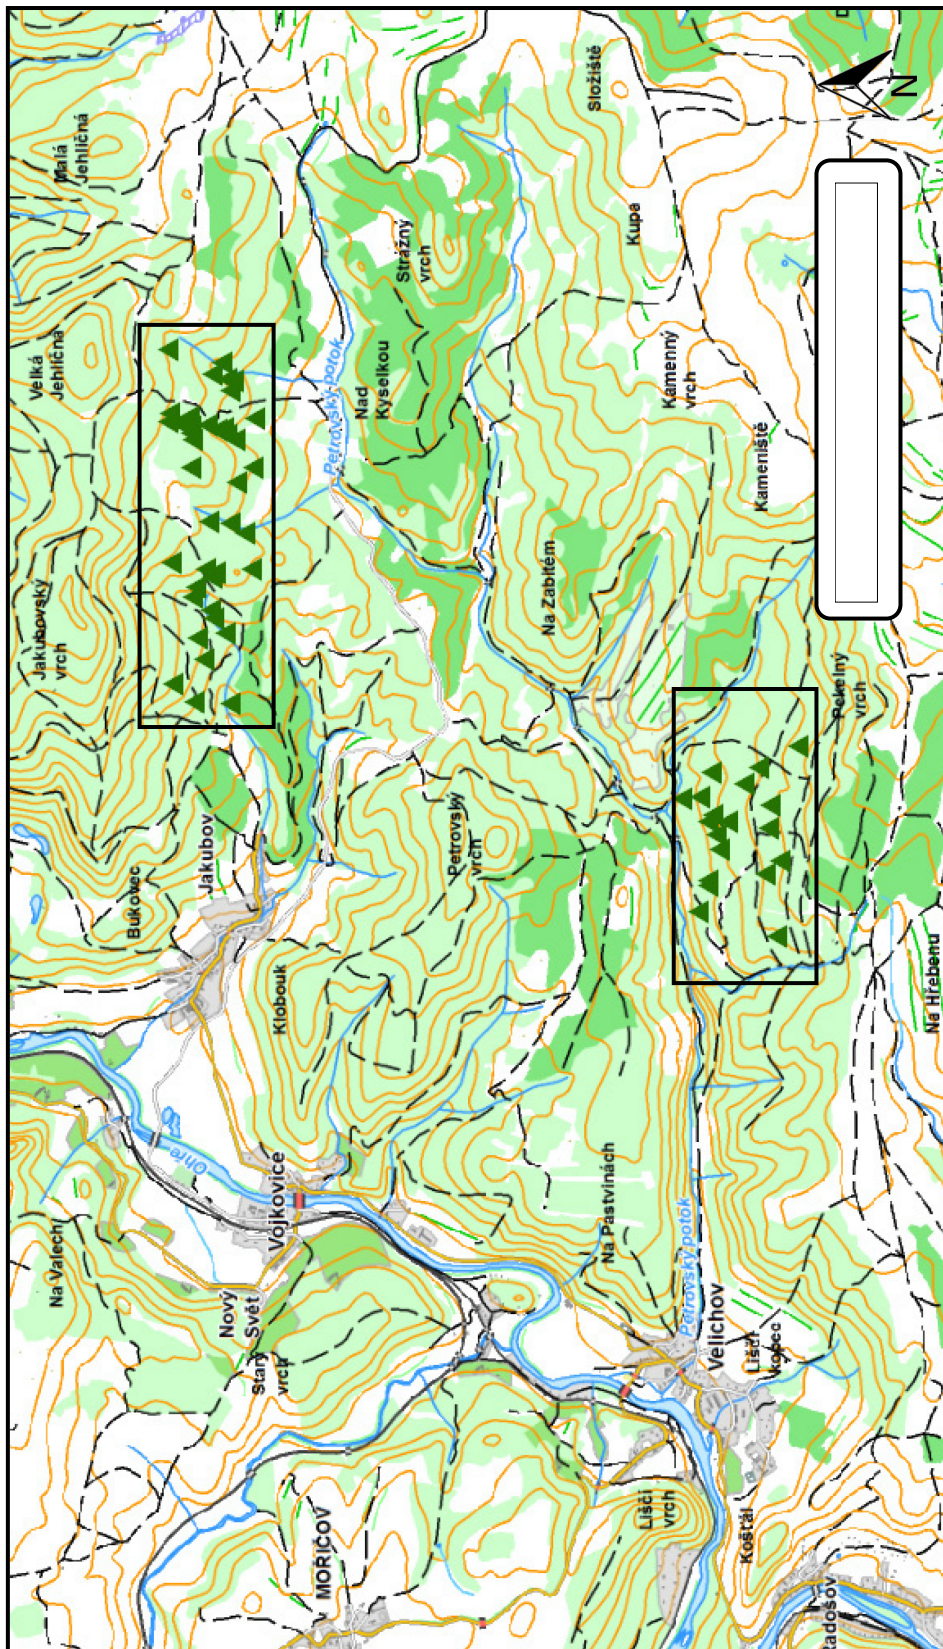 Malá
Jehličná
Velká
Jehličná
Jakubovský
vrch
Bukovec
Jakubov
Klobouk
Na Valech
Nový
Svět
Starý
vrch
MOŘIČOV
Vojkovice
Ohře
Petrovský potok
Nad
Kyselkou
Strážný
vrch
Složiště
Kupa
Kamenný
vrch
Kameniště
Na Zabitém
Petrovský
vrch
Pekelný
vrch
Na Hřebenu
Na Pastvinách
Petrovský potok
Velichov
Liščí
kopec
Liščí
vrch
Košťál
Radošov
N